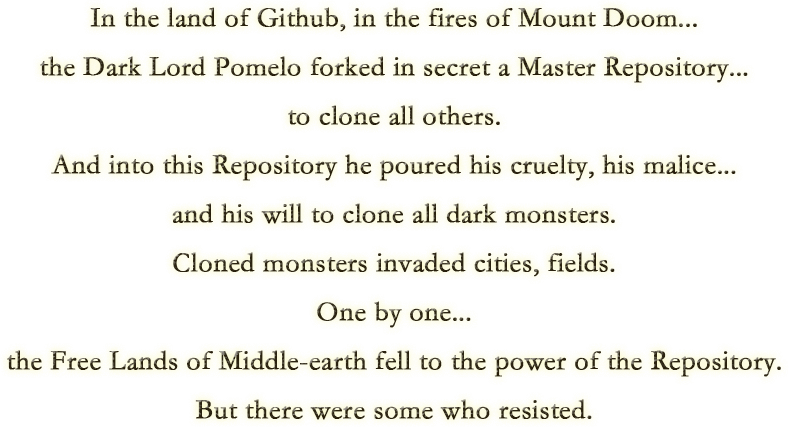 In the land of Github, in the fires of Mount Doom...
the Dark Lord Pomelo forked in secret a Master Repository...
to clone all others.
And into this Repository he poured his cruelty, his malice...
and his will to clone all dark monsters.
Cloned monsters invaded cities, fields.
One by one...
the Free Lands of Middle-earth fell to the power of the Repository.
But there were some who resisted.